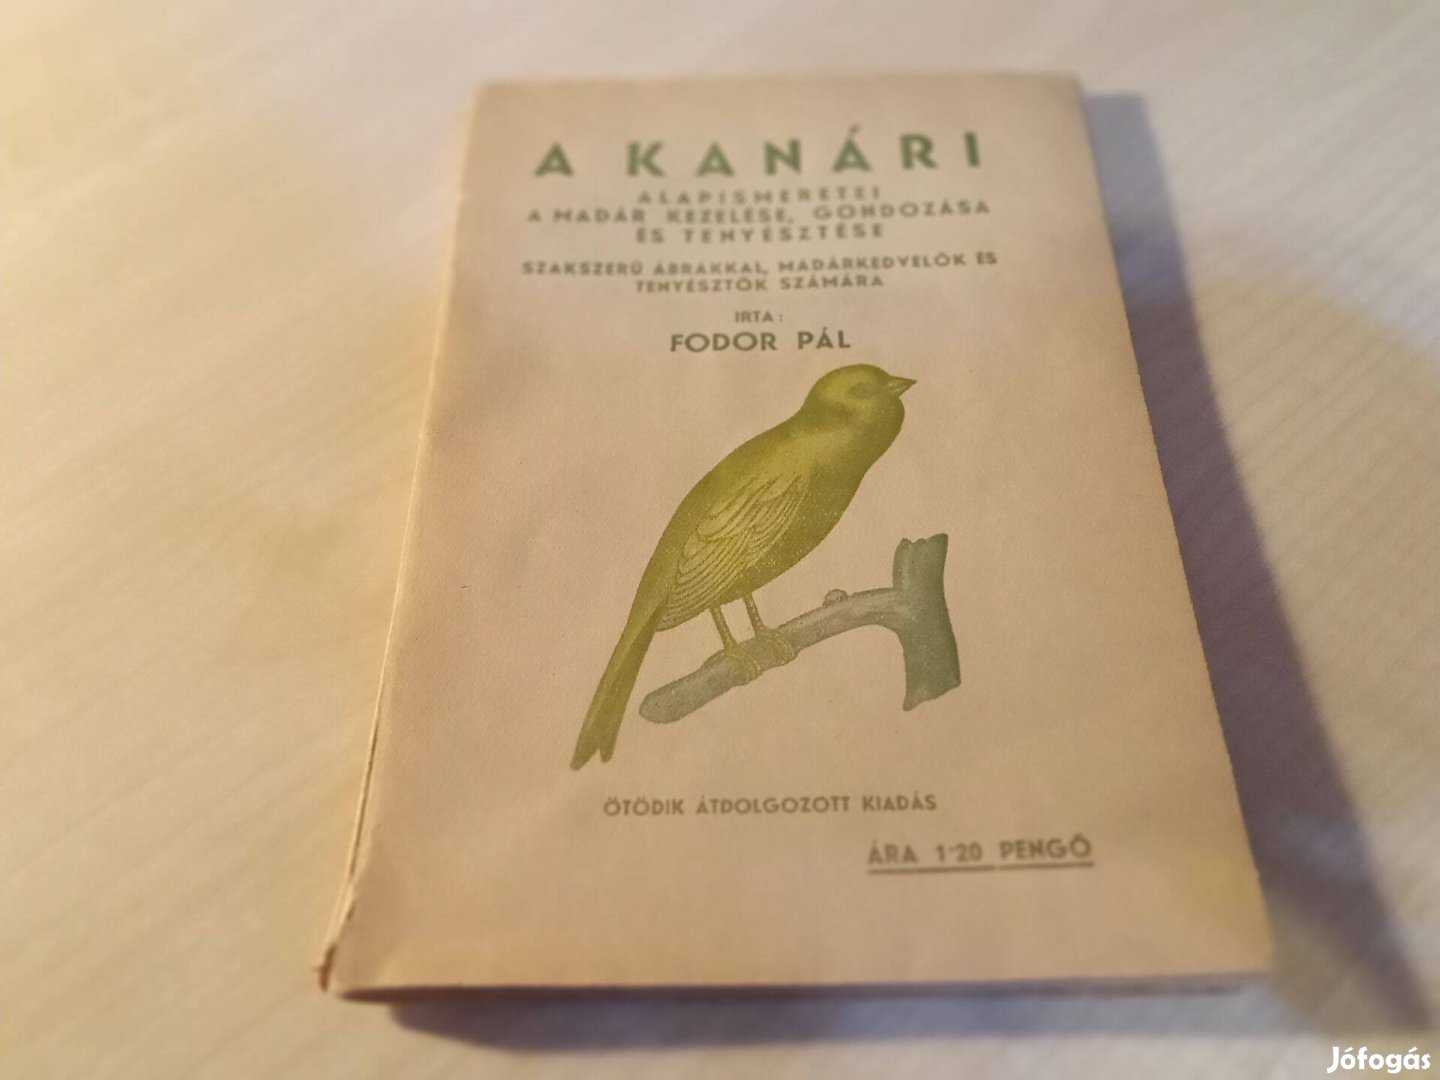 A KANÁRI
ALAPISMERETEI
A MADÁR KEZELÉSE, GONDOZÁSA
ÉS TENYÉSZTÉSE
SZAKSZERŰ ÁBRÁKKAL, MADÁRKEDVELŐK ÉS
TENYÉSZTŐK SZÁMÁRA
IRTA:
FODOR PÁL
ÖTÖDIK ÁTDOLGOZOTT KIADÁS
ÁRA 1·20 PENGŐ
Jófogás